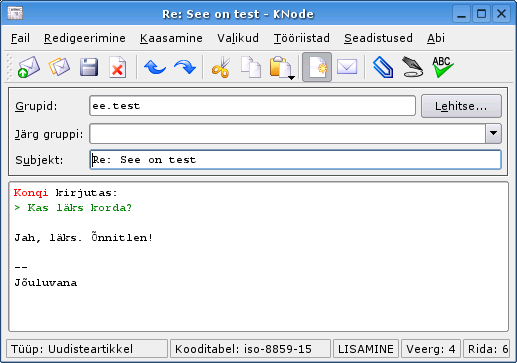 Re: See on test - KNode
Fail Redigeerimine Kaasamine Valikud Tööriistad Seadistused Abi
ABC
Grupid: ee.test Lehitse...
Järg gruppi:
Subjekt: Re: See on test
Konqi kirjutas:
> Kas läks korda?
Jah, läks. Õnnitlen!
--
Jõuluvana
Tüüp: Uudisteartikkel Kooditabel: iso-8859-15 LISAMINE Veerg: 4 Rida: 6